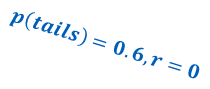 p(tails) = 0.6, r = 0